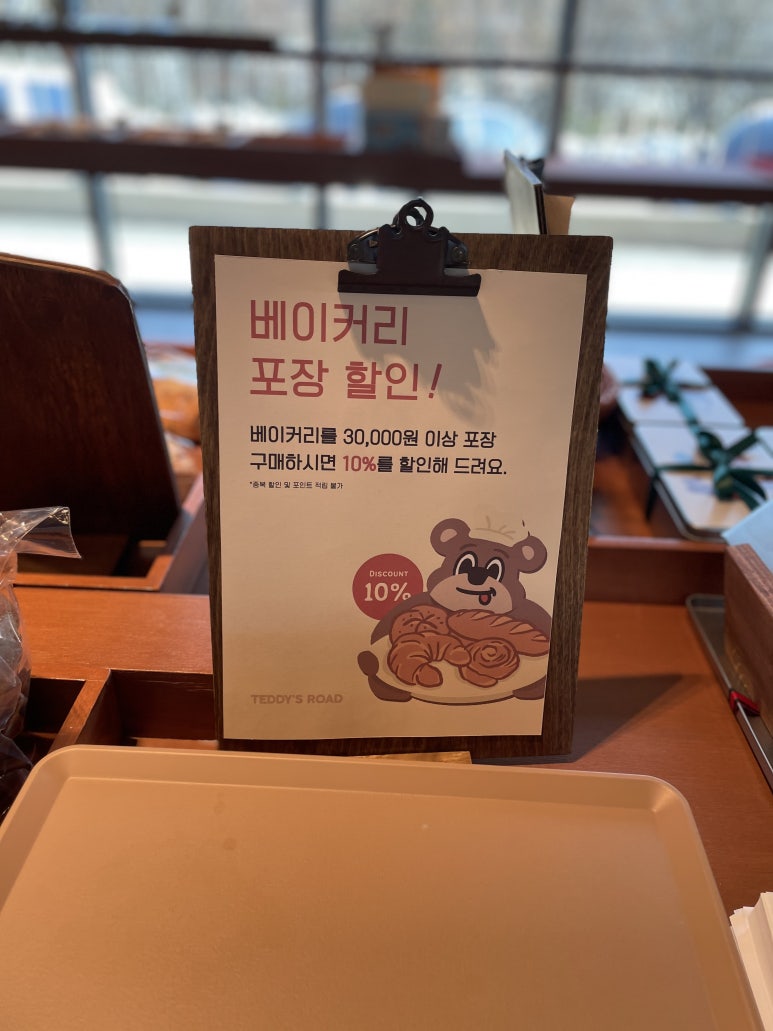 베이커리
포장 할인!
베이커리를 30,000원 이상 포장
구매하시면 10%를 할인해 드려요.
*중복 할인 및 포인트 적립 불가
DISCOUNT
10%
TEDDY'S ROAD